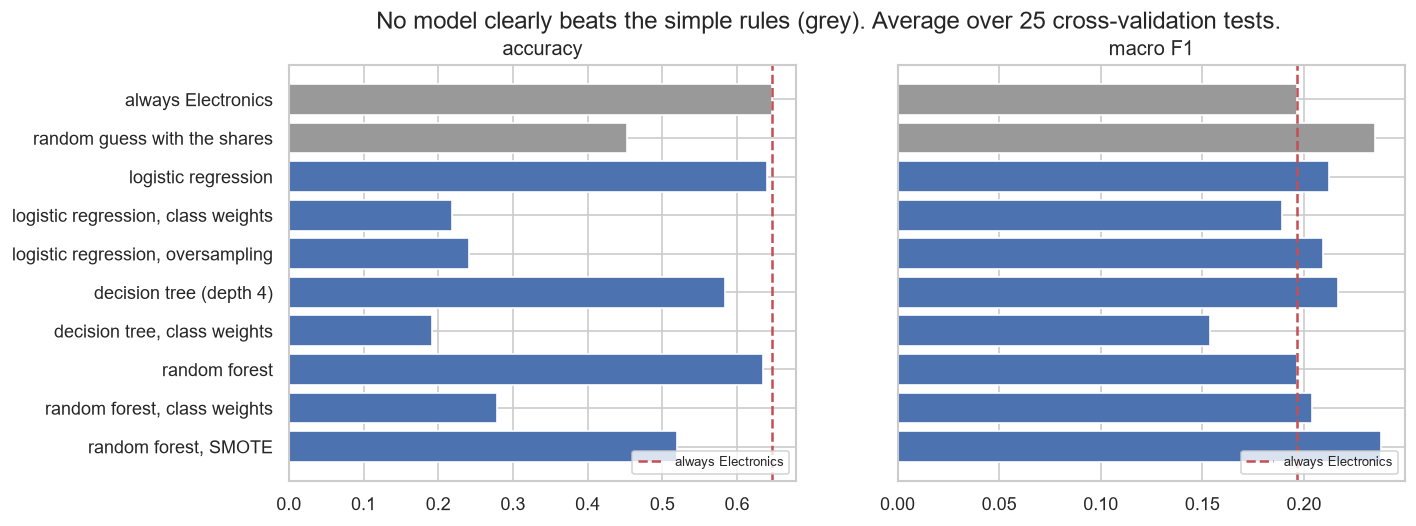 No model clearly beats the simple rules (grey). Average over 25 cross-validation tests.
accuracy
always Electronics
random guess with the shares
logistic regression
logistic regression, class weights
logistic regression, oversampling
decision tree (depth 4)
decision tree, class weights
random forest
random forest, class weights
random forest, SMOTE
always Electronics
0.0 0.1 0.2 0.3 0.4 0.5 0.6
macro F1
always Electronics
0.00 0.05 0.10 0.15 0.20